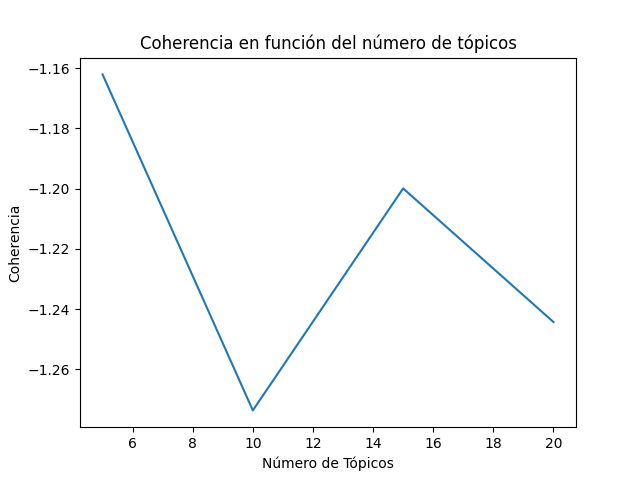 Coherencia en función del número de tópicos
−1.16
−1.18
−1.20
−1.22
−1.24
−1.26
Coherencia
6 8 10 12 14 16 18 20
Número de Tópicos